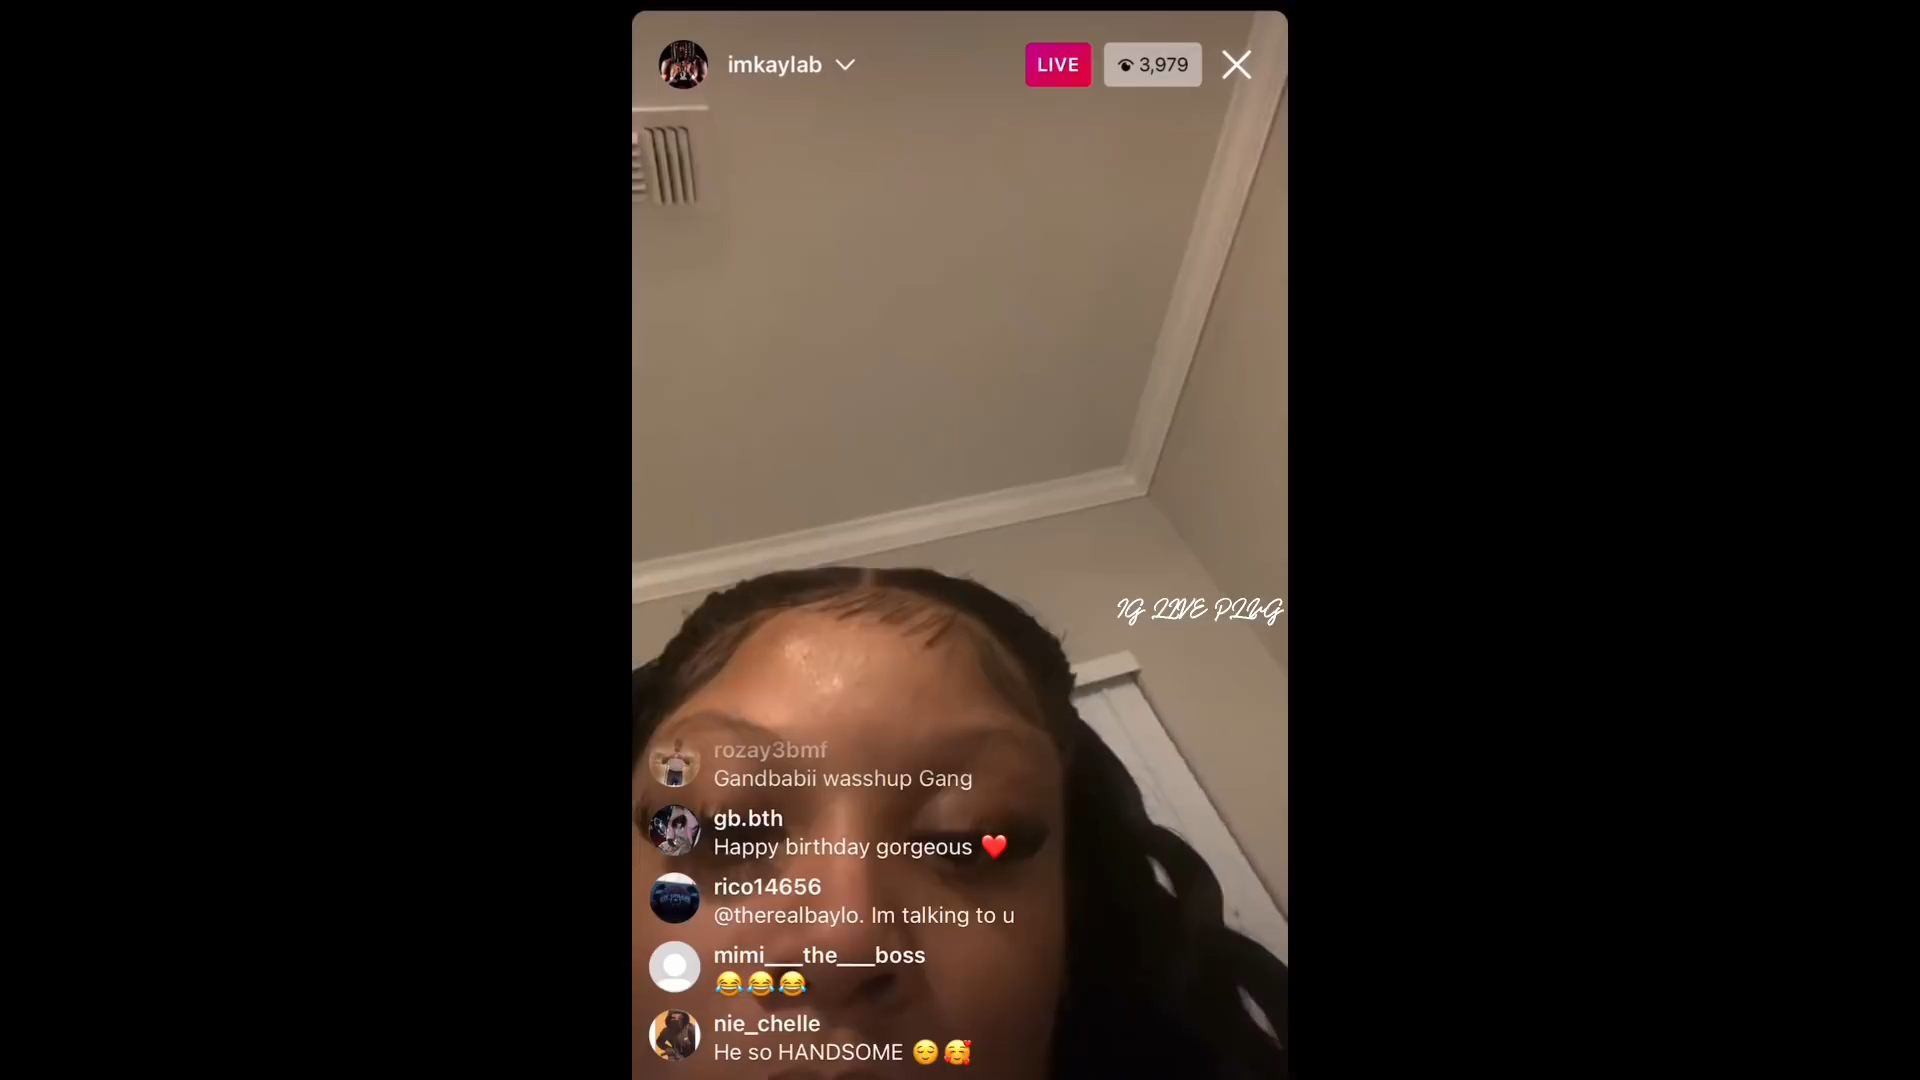 imkaylab
LIVE
3,979
IG LIVE PLUG
rozay3bmf
Gandbabii wasshup Gang
gb.bth
Happy birthday gorgeous ❤️
rico14656
@therealbaylo. Im talking to u
mimi___the___boss
😂😂😂
nie_chelle
He so HANDSOME 😌🥰